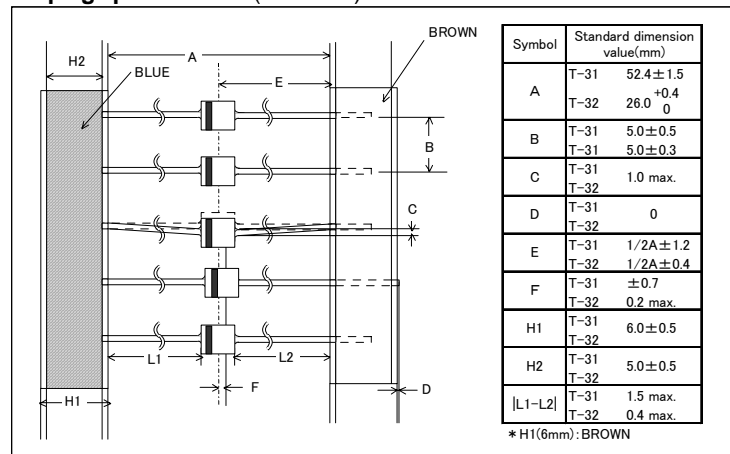 BROWN
A
H2
BLUE
E
B
C
L1
L2
F
D
H1
Symbol Standard dimension value(mm)
A T-31 52.4±1.5
T-32 26.0 +0.4 0
B T-31 5.0±0.5
T-31 5.0±0.3
C T-31 T-32 1.0 max.
D T-31 T-32 0
E T-31 1/2A±1.2
T-32 1/2A±0.4
F T-31 ±0.7
T-32 0.2 max.
H1 T-31 T-32 6.0±0.5
H2 T-31 T-32 5.0±0.5
|L1-L2| T-31 1.5 max.
T-32 0.4 max.
*H1(6mm):BROWN